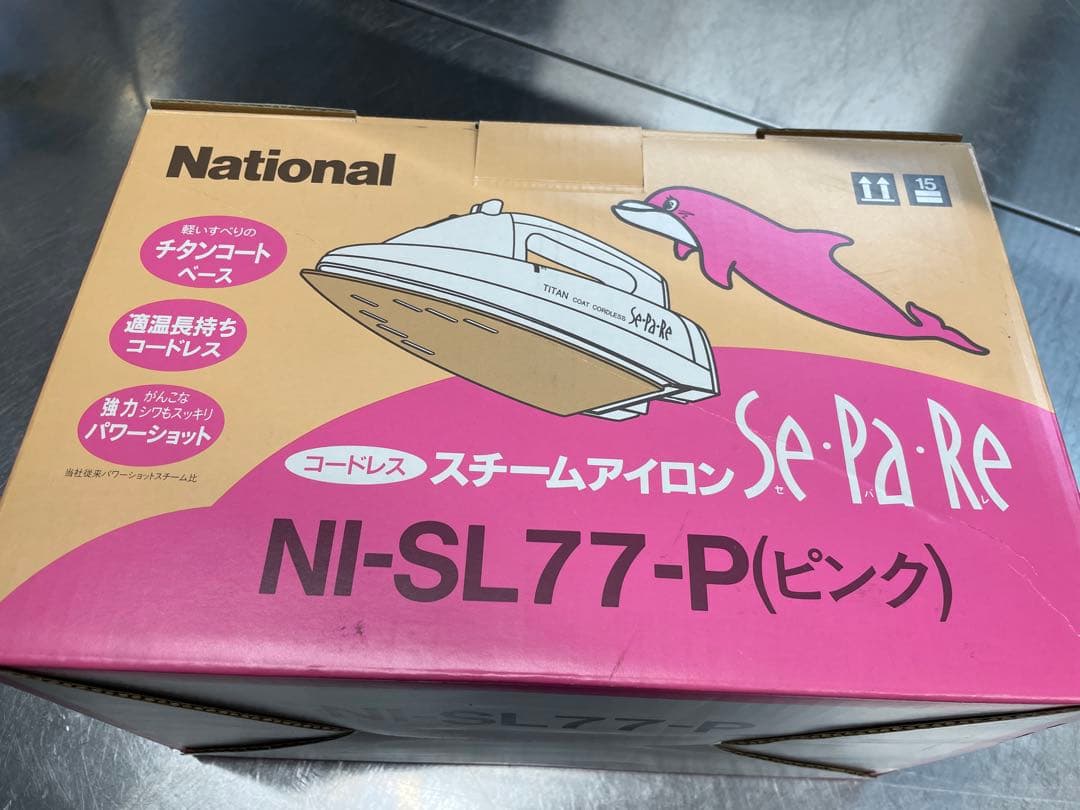 National
15
軽いすべりの
チタンコート
ベース
TITAN COAT CORDLESS Se・Pa・Re
適温長持ち
コードレス
がんこな
強力シワもスッキリ
パワーショット
当社従来パワーショットスチーム比
コードレス スチームアイロン Se・Pa・Re
セ パ レ
NI-SL77-P(ピンク)
NI-SL77-P